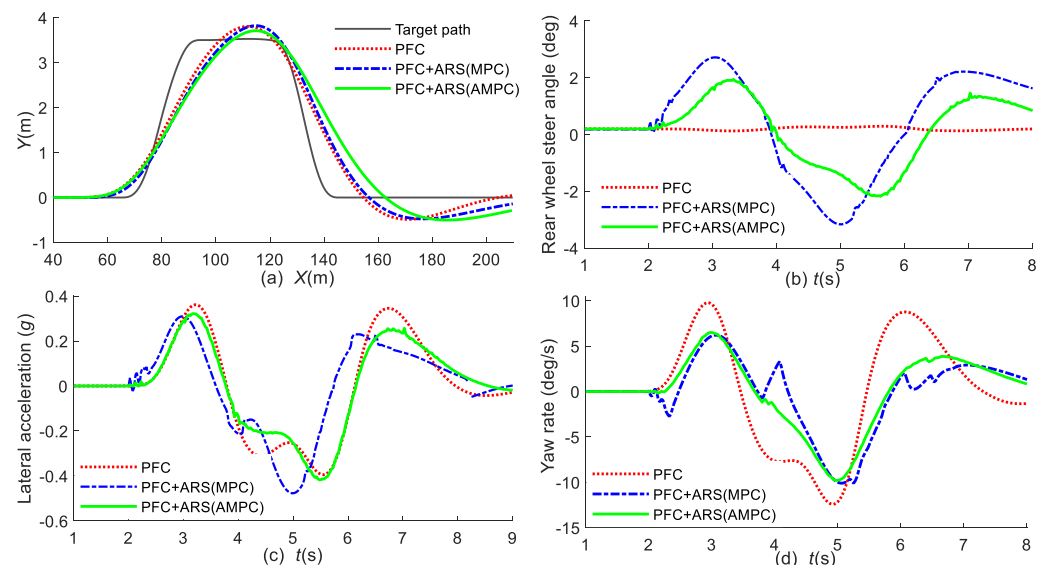 4
3
2
1
0
-1
Y(m)
Target path
PFC
PFC+ARS(MPC)
PFC+ARS(AMPC)
40 60 80 100 120 140 160 180 200
(a) X(m)
4
2
0
-2
-4
Rear wheel steer angle (deg)
PFC
PFC+ARS(MPC)
PFC+ARS(AMPC)
1 2 3 4 5 6 7 8
(b) t(s)
0.4
0.2
0
-0.2
-0.4
-0.6
Lateral acceleration (g)
PFC
PFC+ARS(MPC)
PFC+ARS(AMPC)
1 2 3 4 5 6 7 8 9
(c) t(s)
10
5
0
-5
-10
-15
Yaw rate (deg/s)
PFC
PFC+ARS(MPC)
PFC+ARS(AMPC)
1 2 3 4 5 6 7 8
(d) t(s)